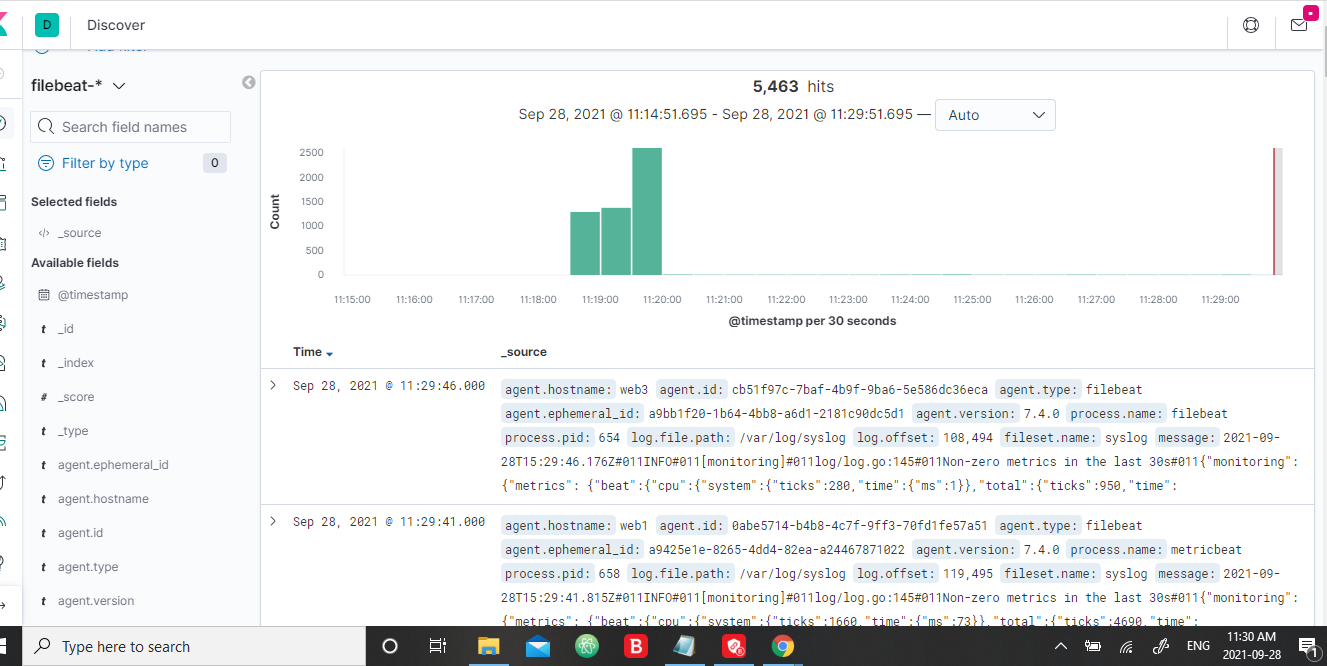 D Discover
filebeat-*
Search field names
Filter by type 0
Selected fields
</> _source
Available fields
@timestamp
t _id
t _index
# _score
t _type
t agent.ephemeral_id
t agent.hostname
t agent.id
t agent.type
t agent.version
5,463 hits
Sep 28, 2021 @ 11:14:51.695 - Sep 28, 2021 @ 11:29:51.695 — Auto
Count
2500
2000
1500
1000
500
0
11:15:00 11:16:00 11:17:00 11:18:00 11:19:00 11:20:00 11:21:00 11:22:00 11:23:00 11:24:00 11:25:00 11:26:00 11:27:00 11:28:00 11:29:00
@timestamp per 30 seconds
Time _source
Sep 28, 2021 @ 11:29:46.000 agent.hostname: web3 agent.id: cb51f97c-7baf-4b9f-9ba6-5e586dc36eca agent.type: filebeat
agent.ephemeral_id: a9bb1f20-1b64-4bb8-a6d1-2181c90dc5d1 agent.version: 7.4.0 process.name: filebeat
process.pid: 654 log.file.path: /var/log/syslog log.offset: 108,494 fileset.name: syslog message: 2021-09-
28T15:29:46.176Z#011INFO#011[monitoring]#011log/log.go:145#011Non-zero metrics in the last 30s#011{"monitoring":
{"metrics": {"beat":{"cpu":{"system":{"ticks":280,"time":{"ms":1}},"total":{"ticks":950,"time":
Sep 28, 2021 @ 11:29:41.000 agent.hostname: web1 agent.id: 0abe5714-b4b8-4c7f-9ff3-70fd1fe57a51 agent.type: filebeat
agent.ephemeral_id: a9425e1e-8265-4dd4-82ea-a24467871022 agent.version: 7.4.0 process.name: metricbeat
process.pid: 658 log.file.path: /var/log/syslog log.offset: 119,495 fileset.name: syslog message: 2021-09-
28T15:29:41.815Z#011INFO#011[monitoring]#011log/log.go:145#011Non-zero metrics in the last 30s#011{"monitoring":
{"metrics": {"beat":{"cpu":{"system":{"ticks":1660,"time":{"ms":73}},"total":{"ticks":4690,"time":
Type here to search B ENG 11:30 AM
2021-09-28 1